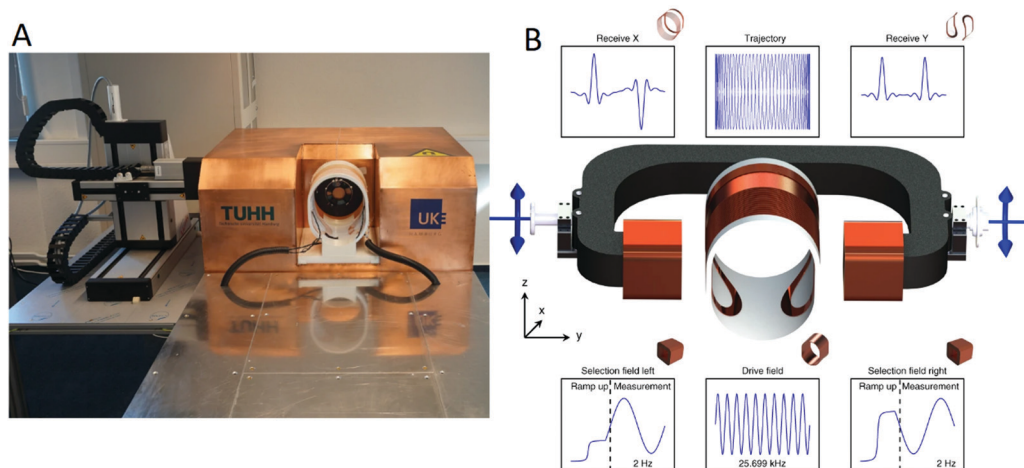 A
TUHH
UKE
HAMBURG
B
Receive X
Trajectory
Receive Y
z
x
y
Selection field left
Drive field
Selection field right
Ramp up Measurement
2 Hz
25.699 kHz
Ramp up Measurement
2 Hz